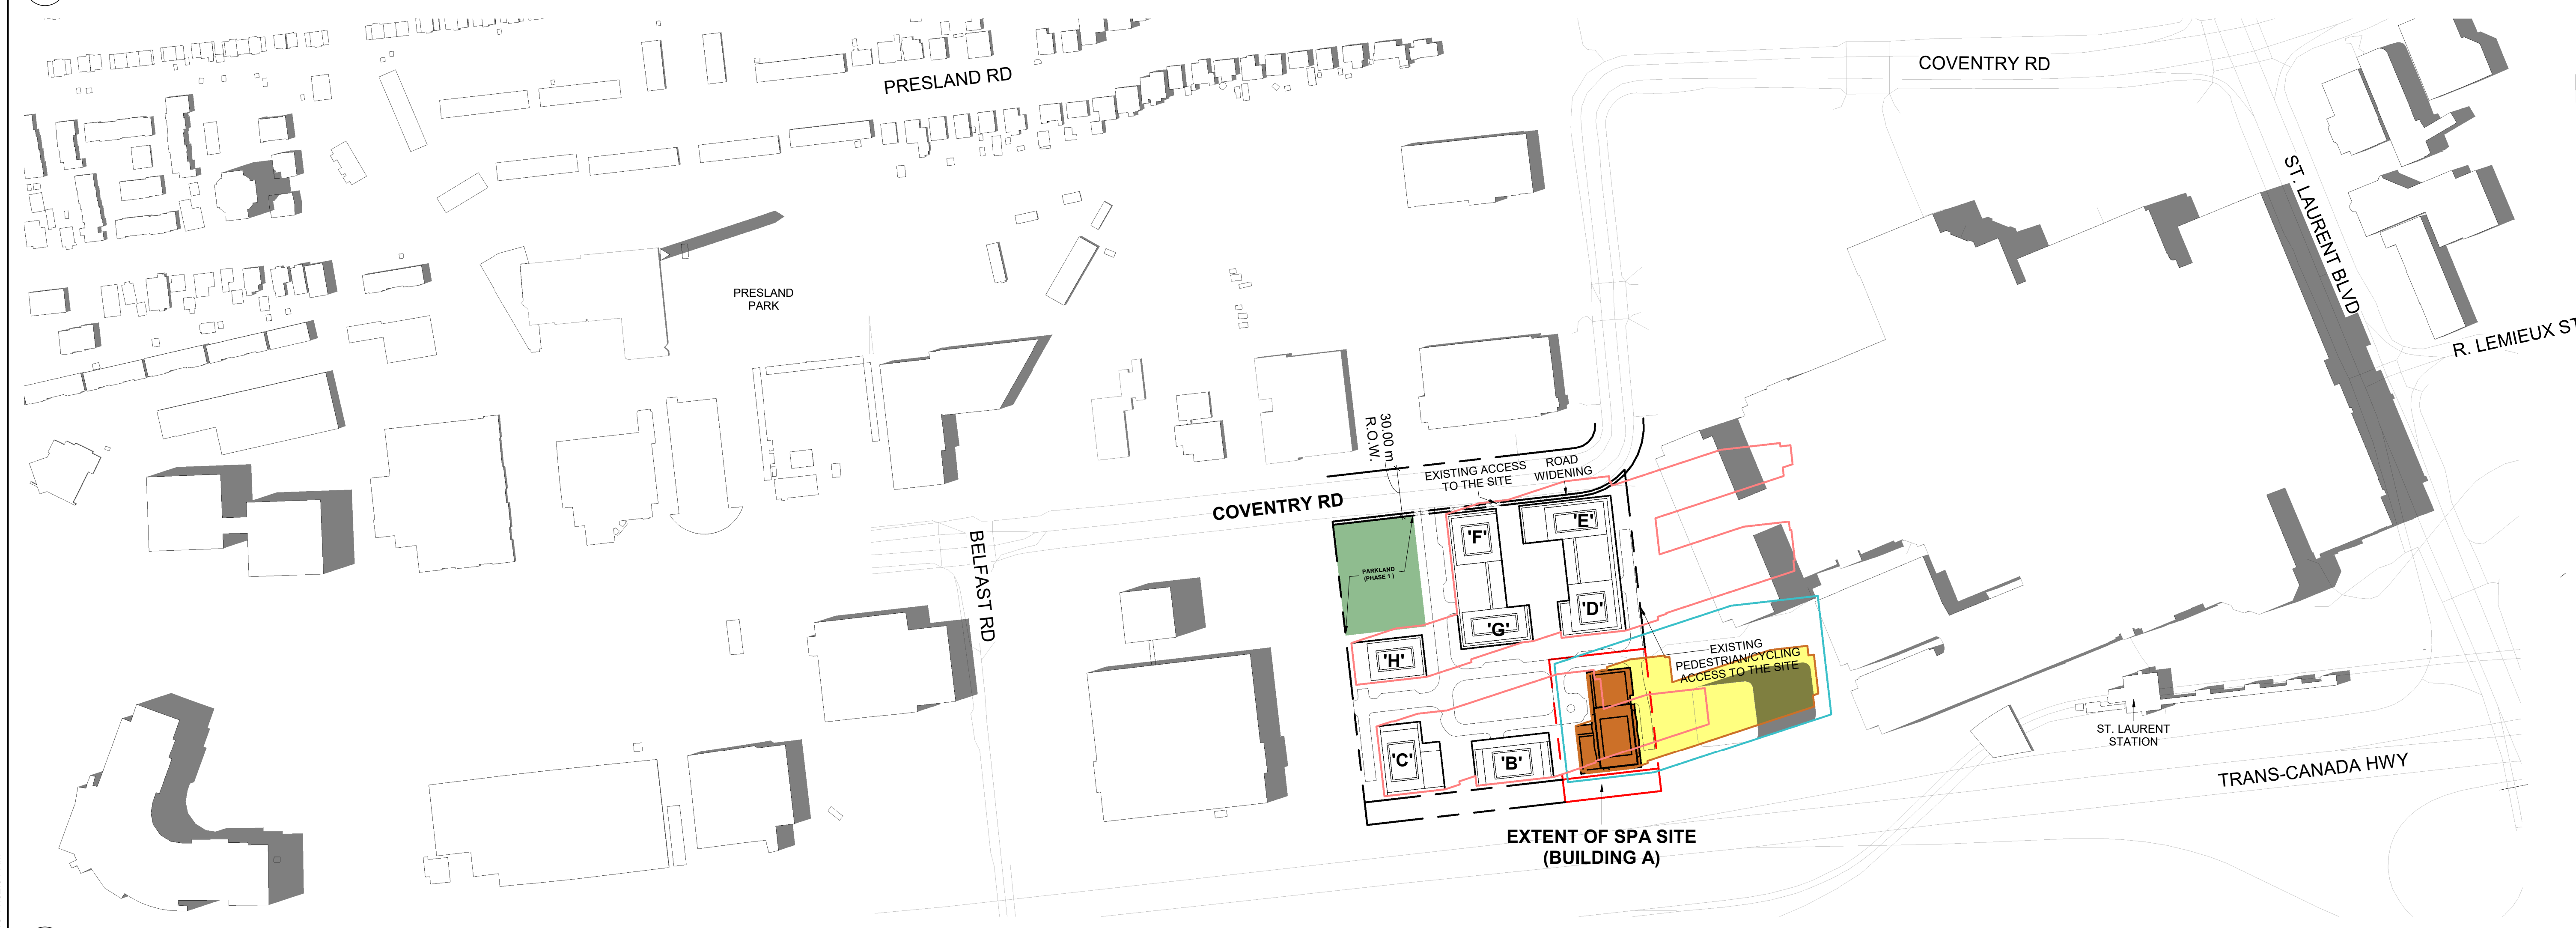 COVENTRY RD
PRESLAND RD
ST. LAURENT BLVD
PRESLAND
PARK
R. LEMIEUX ST
30.00 m
R.O.W.
EXISTING ACCESS
TO THE SITE
ROAD
WIDENING
COVENTRY RD
'E'
'F'
BELFAST RD
PARKLAND
(PHASE 1 )
'D'
'G'
EXISTING
PEDESTRIAN/CYCLING
ACCESS TO THE SITE
'H'
ST. LAURENT
STATION
'C'
'B'
TRANS-CANADA HWY
EXTENT OF SPA SITE
(BUILDING A)